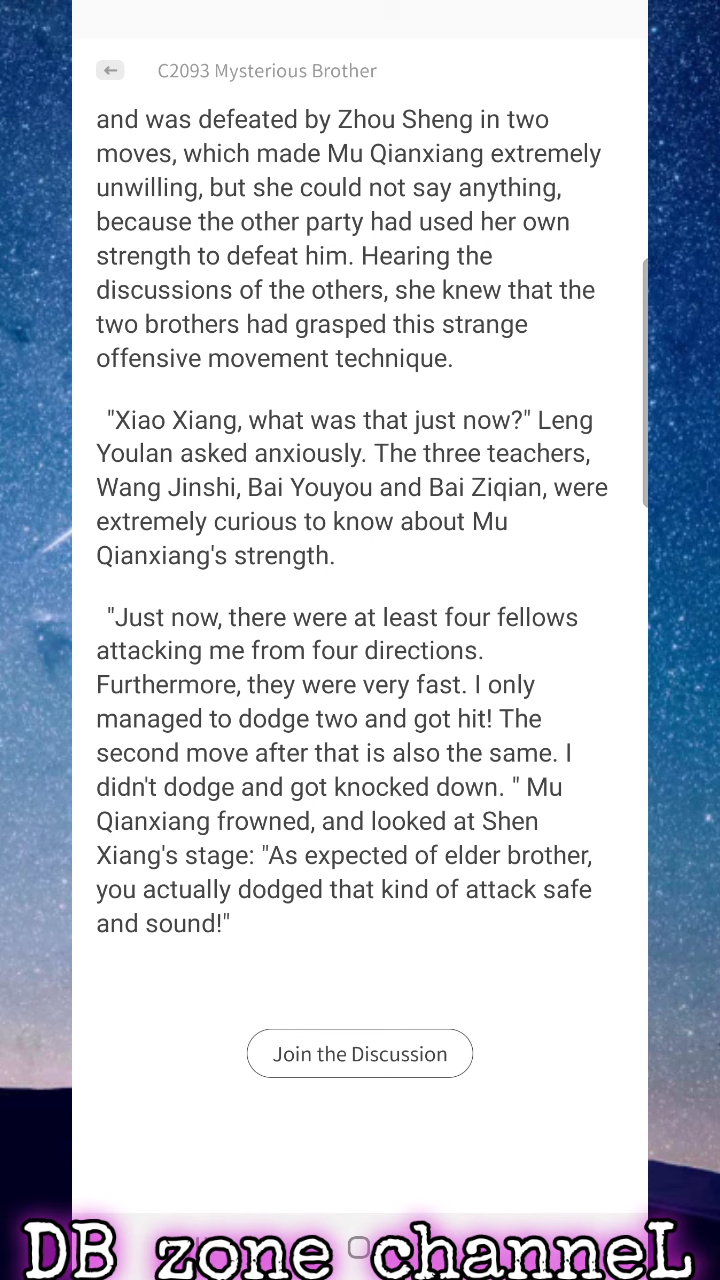 C2093 Mysterious Brother
and was defeated by Zhou Sheng in two
moves, which made Mu Qianxiang extremely
unwilling, but she could not say anything,
because the other party had used her own
strength to defeat him. Hearing the
discussions of the others, she knew that the
two brothers had grasped this strange
offensive movement technique.
"Xiao Xiang, what was that just now?" Leng
Youlan asked anxiously. The three teachers,
Wang Jinshi, Bai Youyou and Bai Ziqian, were
extremely curious to know about Mu
Qianxiang's strength.
"Just now, there were at least four fellows
attacking me from four directions.
Furthermore, they were very fast. I only
managed to dodge two and got hit! The
second move after that is also the same. I
didn't dodge and got knocked down. " Mu
Qianxiang frowned, and looked at Shen
Xiang's stage: "As expected of elder brother,
you actually dodged that kind of attack safe
and sound!"
Join the Discussion
DB zone channeL